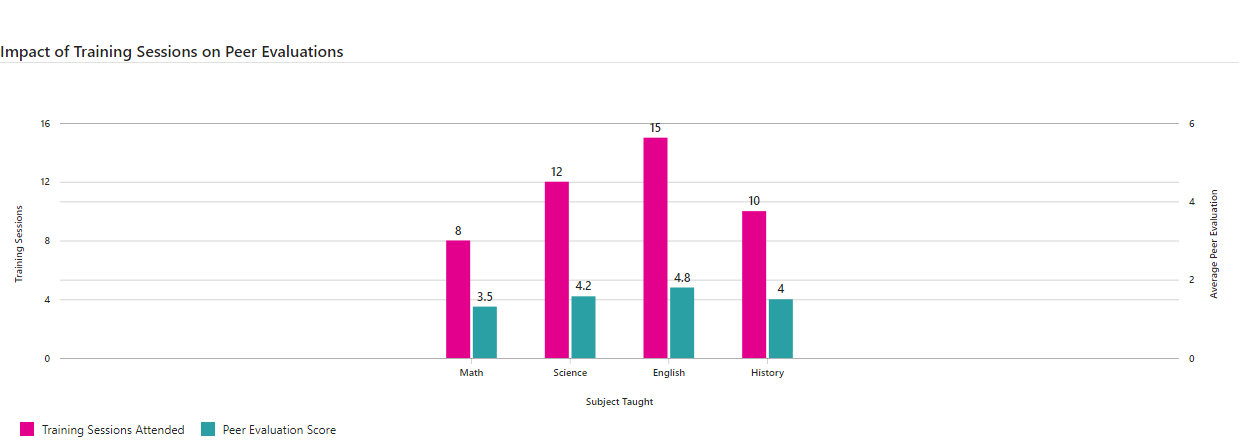 Impact of Training Sessions on Peer Evaluations
16
12
8
4
0
Training Sessions
8
3.5
12
4.2
15
4.8
10
4
6
4
2
0
Average Peer Evaluation
Math Science English History
Subject Taught
Training Sessions Attended Peer Evaluation Score